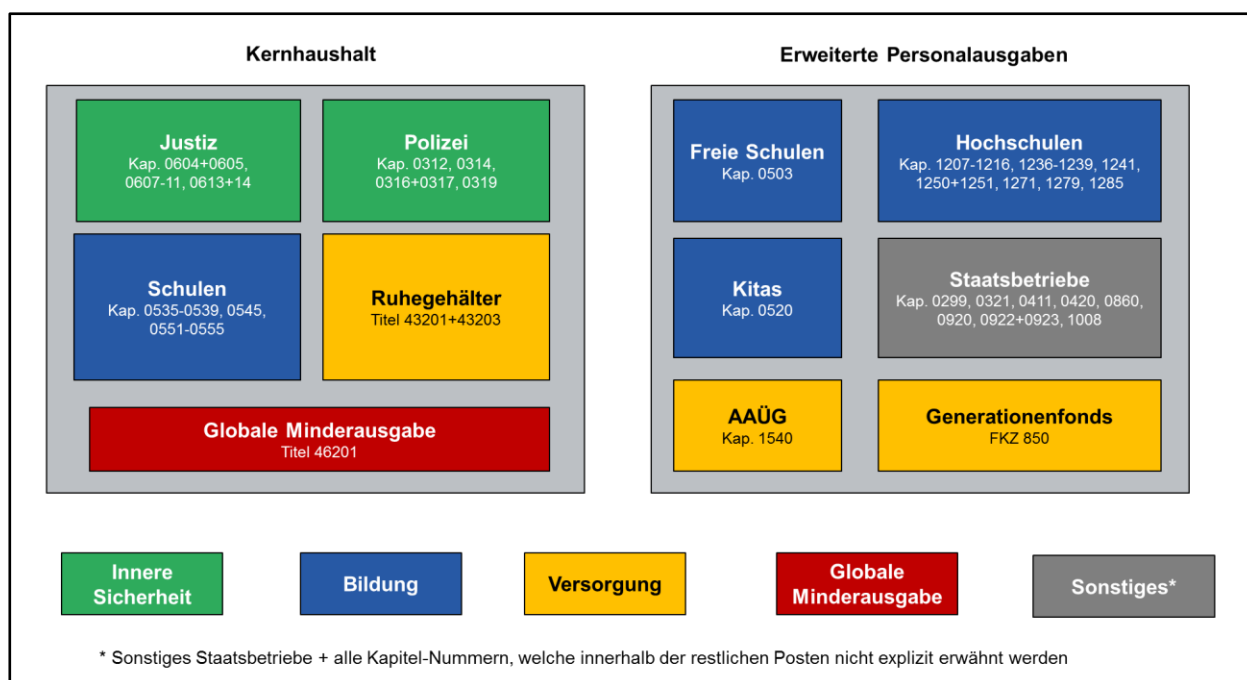 Kernhaushalt
Erweiterte Personalausgaben
Justiz
Kap. 0604+0605,
0607-11, 0613+14
Polizei
Kap. 0312, 0314,
0316+0317, 0319
Freie Schulen
Kap. 0503
Hochschulen
Kap. 1207-1216, 1236-1239, 1241,
1250+1251, 1271, 1279, 1285
Schulen
Kap. 0535-0539, 0545,
0551-0555
Ruhegehälter
Titel 43201+43203
Kitas
Kap. 0520
Staatsbetriebe
Kap. 0299, 0321, 0411, 0420, 0860,
0920, 0922+0923, 1008
Globale Minderausgabe
Titel 46201
AAÜG
Kap. 1540
Generationenfonds
FKZ 850
Innere
Sicherheit
Bildung
Versorgung
Globale
Minderausgabe
Sonstiges*
* Sonstiges Staatsbetriebe + alle Kapitel-Nummern, welche innerhalb der restlichen Posten nicht explizit erwähnt werden